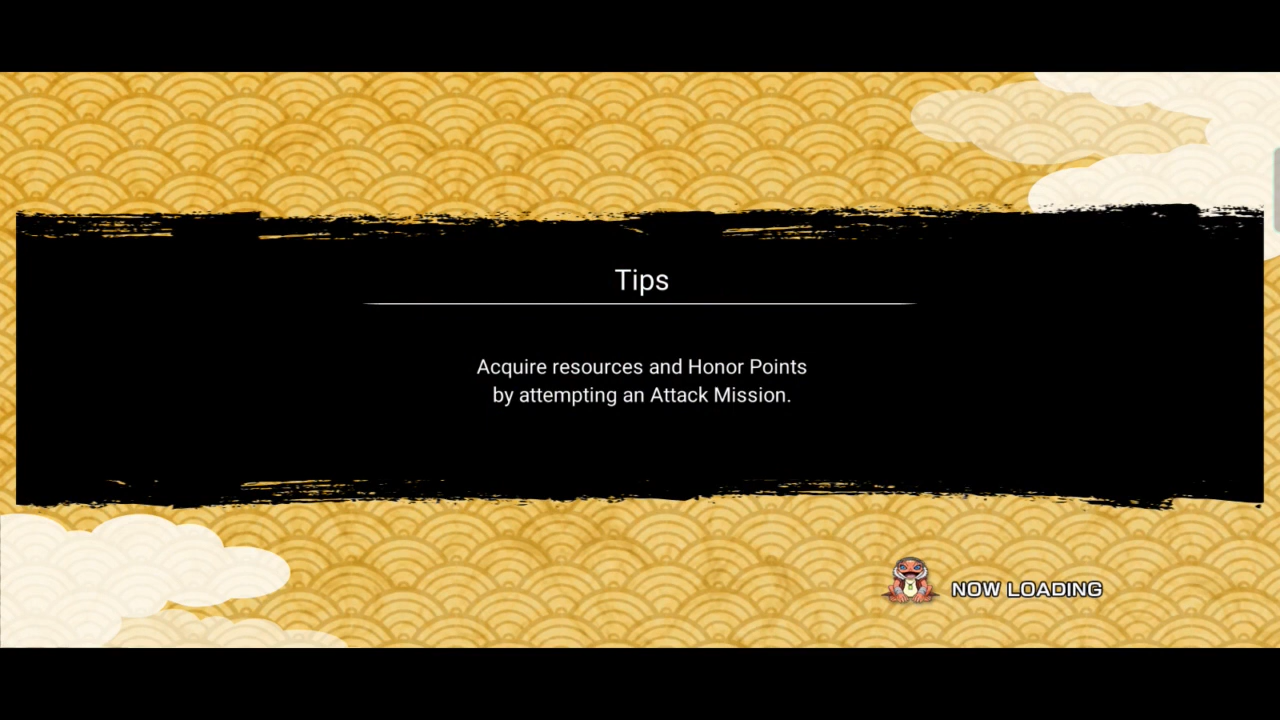 Tips
Acquire resources and Honor Points
by attempting an Attack Mission.
NOW LOADING